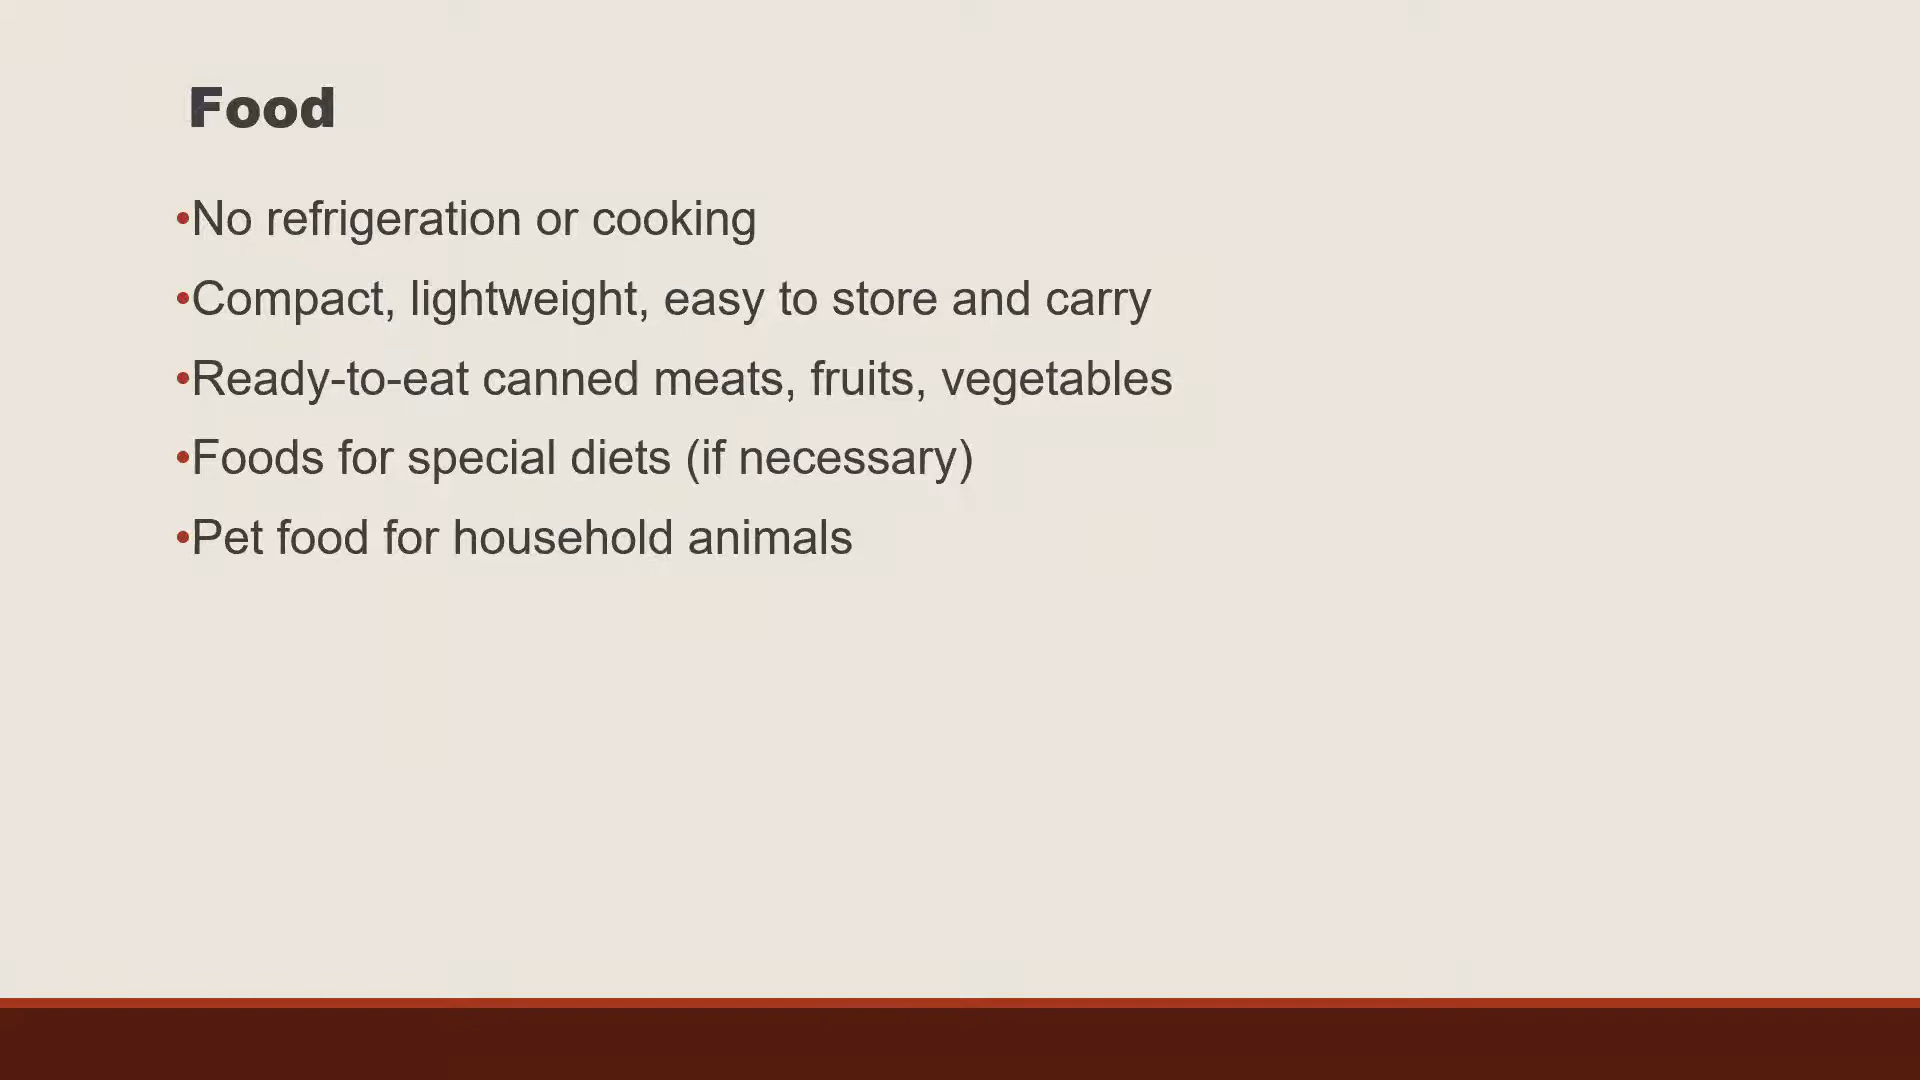 Food
•No refrigeration or cooking
•Compact, lightweight, easy to store and carry
•Ready-to-eat canned meats, fruits, vegetables
•Foods for special diets (if necessary)
•Pet food for household animals